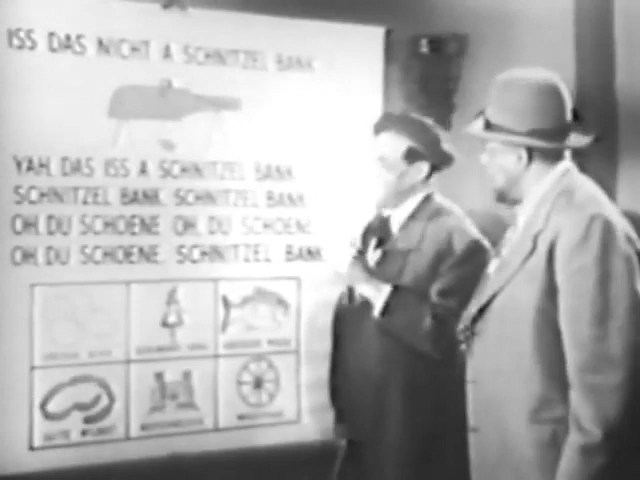 ISS DAS NICHT A SCHNITZEL BANK
YAH, DAS ISS A SCHNITZEL BANK
SCHNITZEL BANK, SCHNITZEL BANK
OH, DU SCHOENE, OH, DU SCHOENE
OH, DU SCHOENE, SCHNITZEL BANK
GUTE WURST